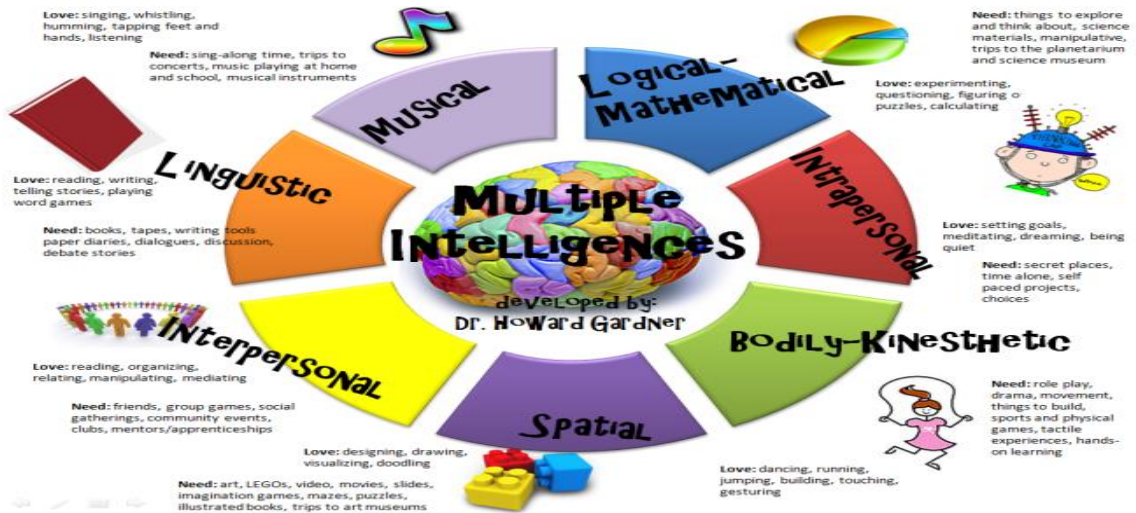 Love: singing, whistling,
humming, tapping feet and
hands, listening
Need: sing-along time, trips to
concerts, music playing at home
and school, musical instruments
Musical
Logical-
Mathematical
Need: things to explore
and think about, science
materials, manipulative,
trips to the planetarium
and science museum
Love: experimenting,
questioning, figuring o
puzzles, calculating
Linguistic
Love: reading, writing,
telling stories, playing
word games
Need: books, tapes, writing tools
paper diaries, dialogues, discussion,
debate stories
Multiple
Intelligences
developed by:
Dr. Howard Gardner
Intrapersonal
Love: setting goals,
meditating, dreaming, being
quiet
Need: secret places,
time alone, self
paced projects,
choices
Interpersonal
Love: reading, organizing,
relating, manipulating, mediating
Need: friends, group games, social
gatherings, community events,
clubs, mentors/apprenticeships
Spatial
Love: designing, drawing,
visualizing, doodling
Need: art, LEGOs, video, movies, slides,
imagination games, mazes, puzzles,
illustrated books, trips to art museums
Bodily-Kinesthetic
Need: role play,
drama, movement,
things to build,
sports and physical
games, tactile
experiences, hands-
on learning
Love: dancing, running,
jumping, building, touching,
gesturing